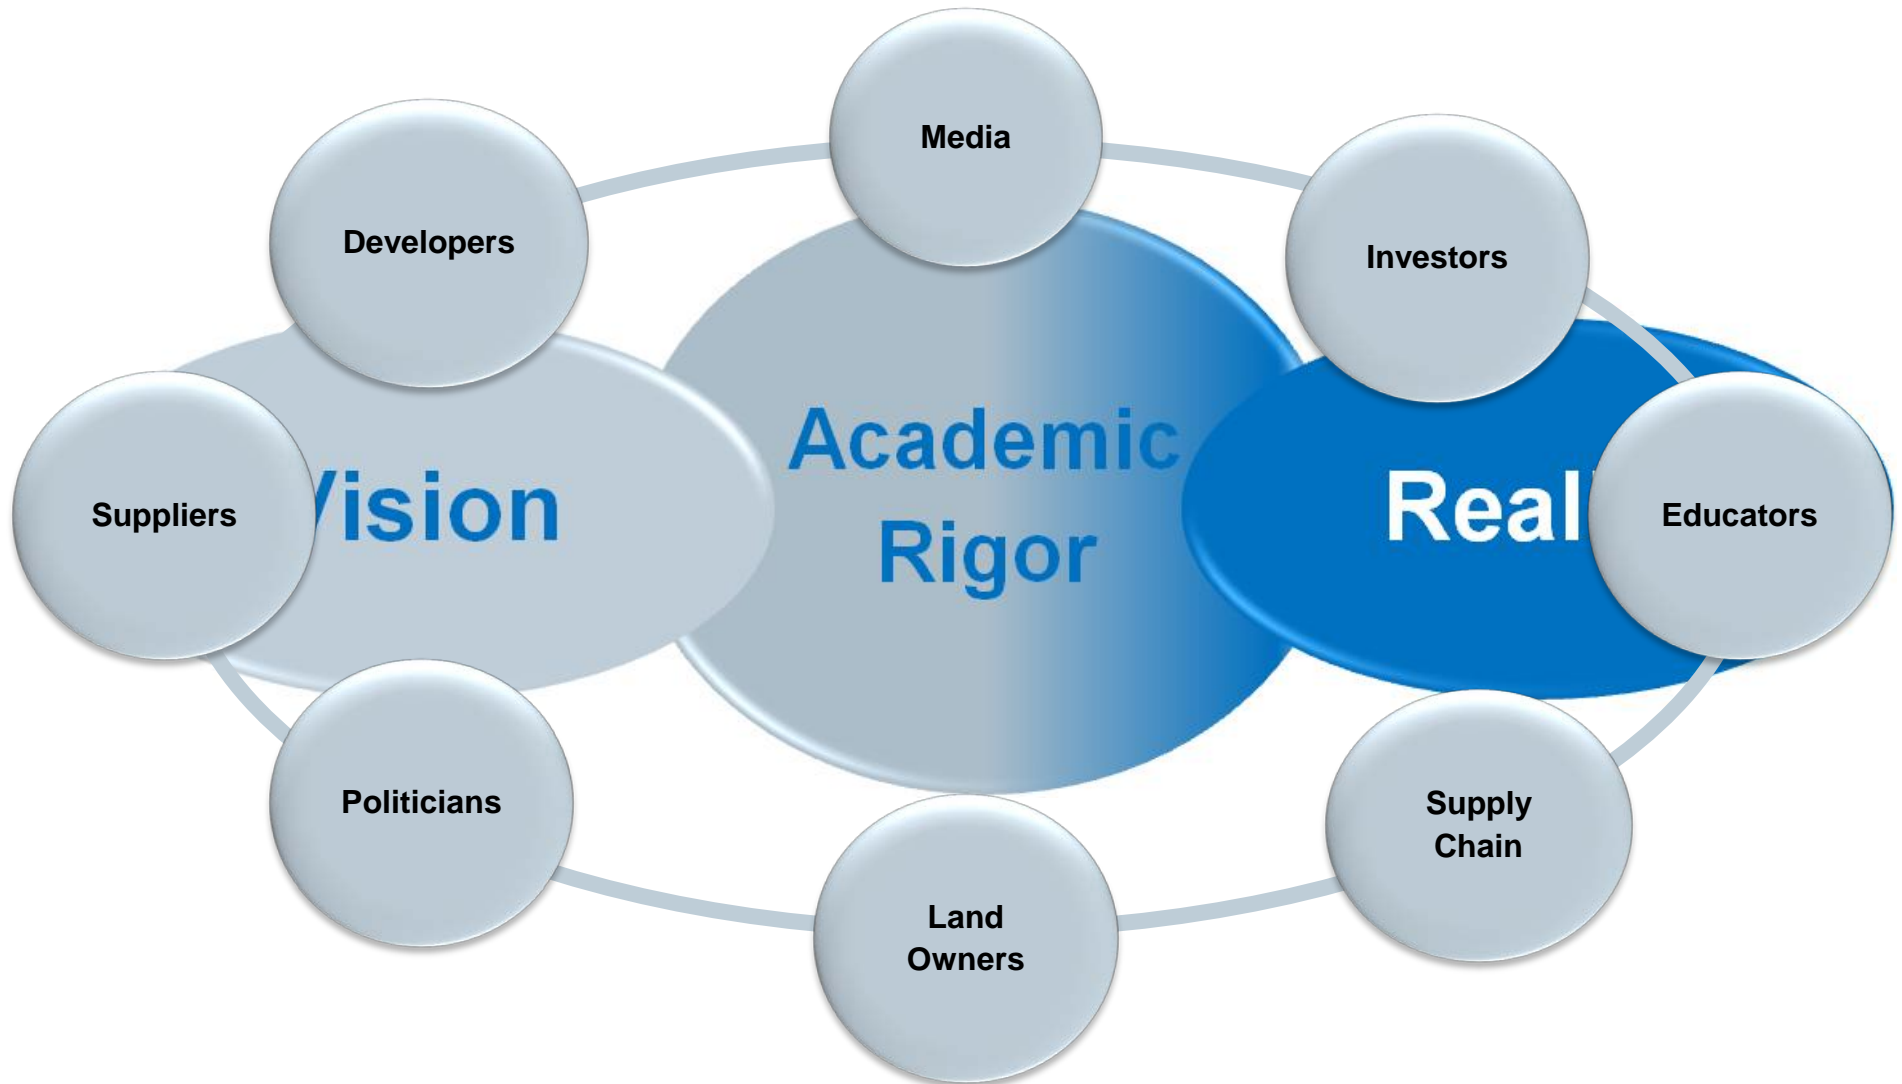 Media
Developers
Investors
Academic
Rigor
Suppliers
ision
Real
Educators
Politicians
Supply
Chain
Land
Owners